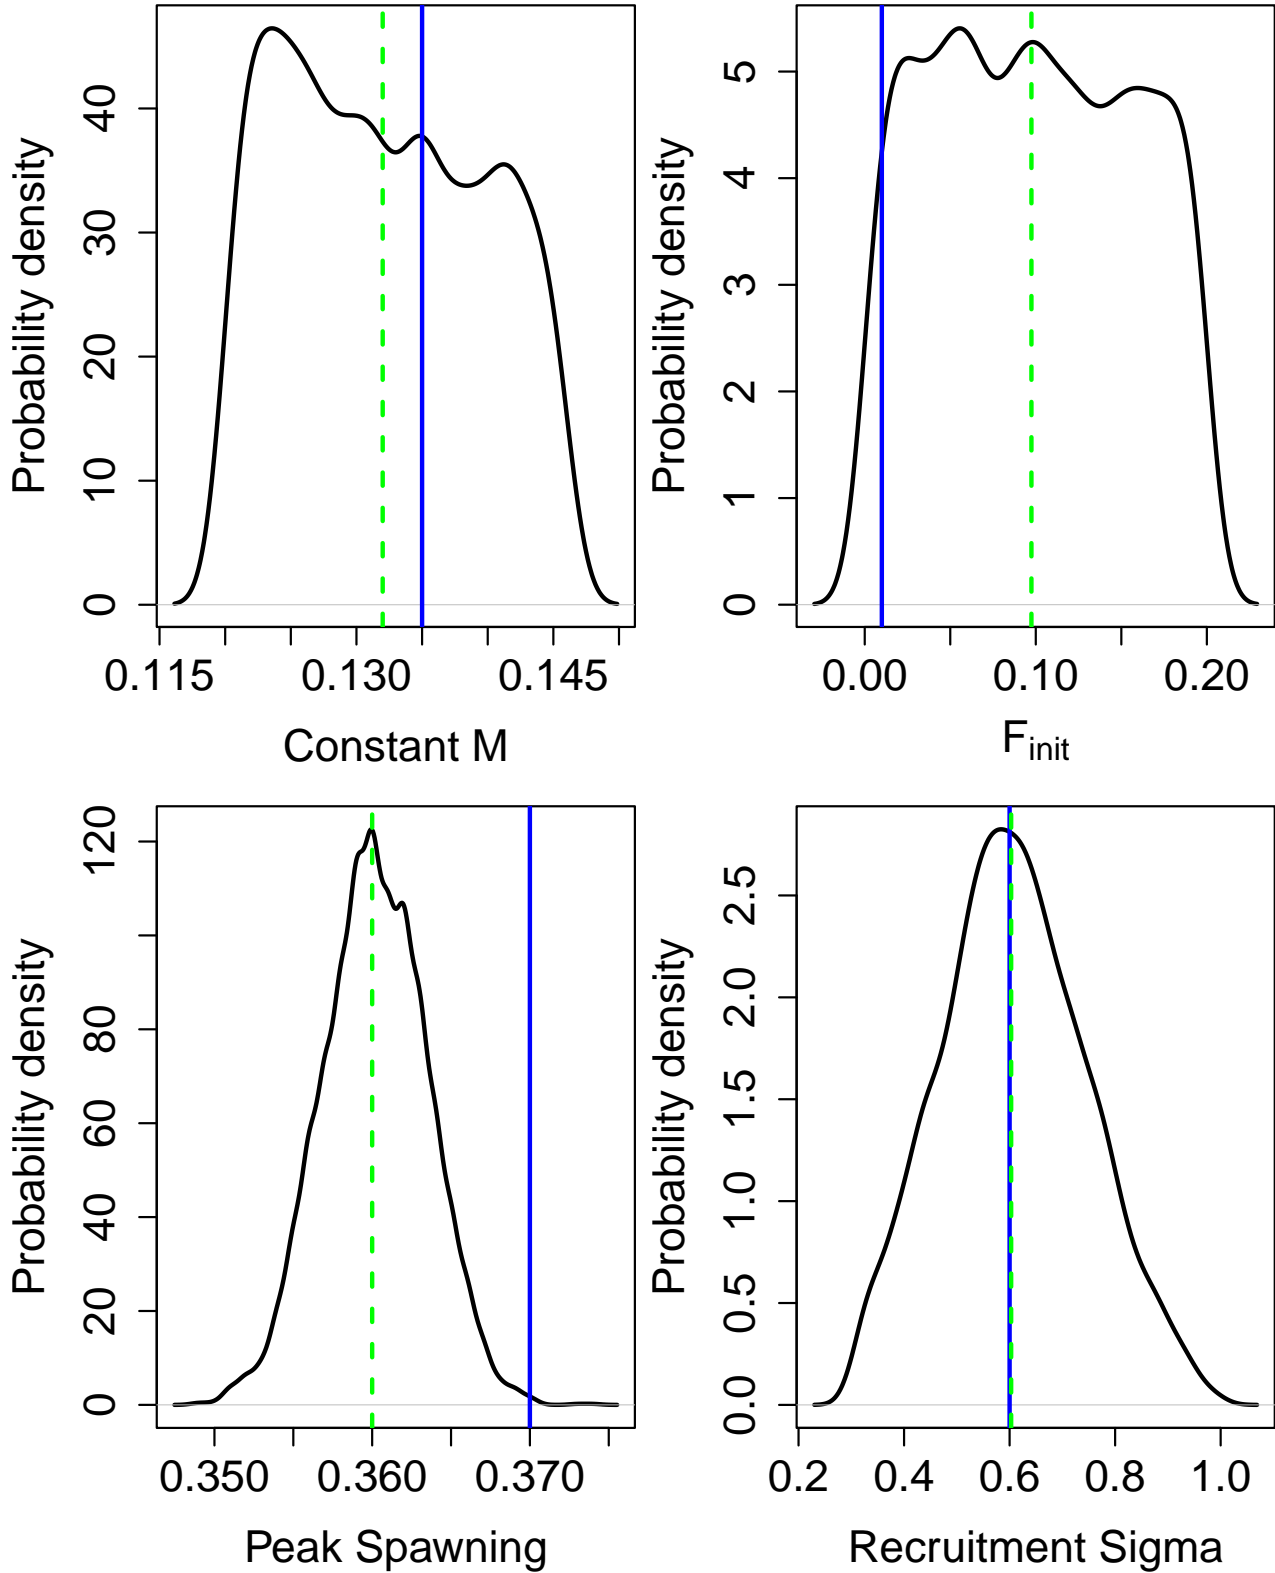 Probability density
0 10 20 30 40
0.115 0.130 0.145
Constant M
Probability density
0 1 2 3 4 5
0.00 0.10 0.20
Finit
Probability density
0 20 40 60 80 120
0.350 0.360 0.370
Peak Spawning
Probability density
0.0 0.5 1.0 1.5 2.0 2.5
0.2 0.4 0.6 0.8 1.0
Recruitment Sigma